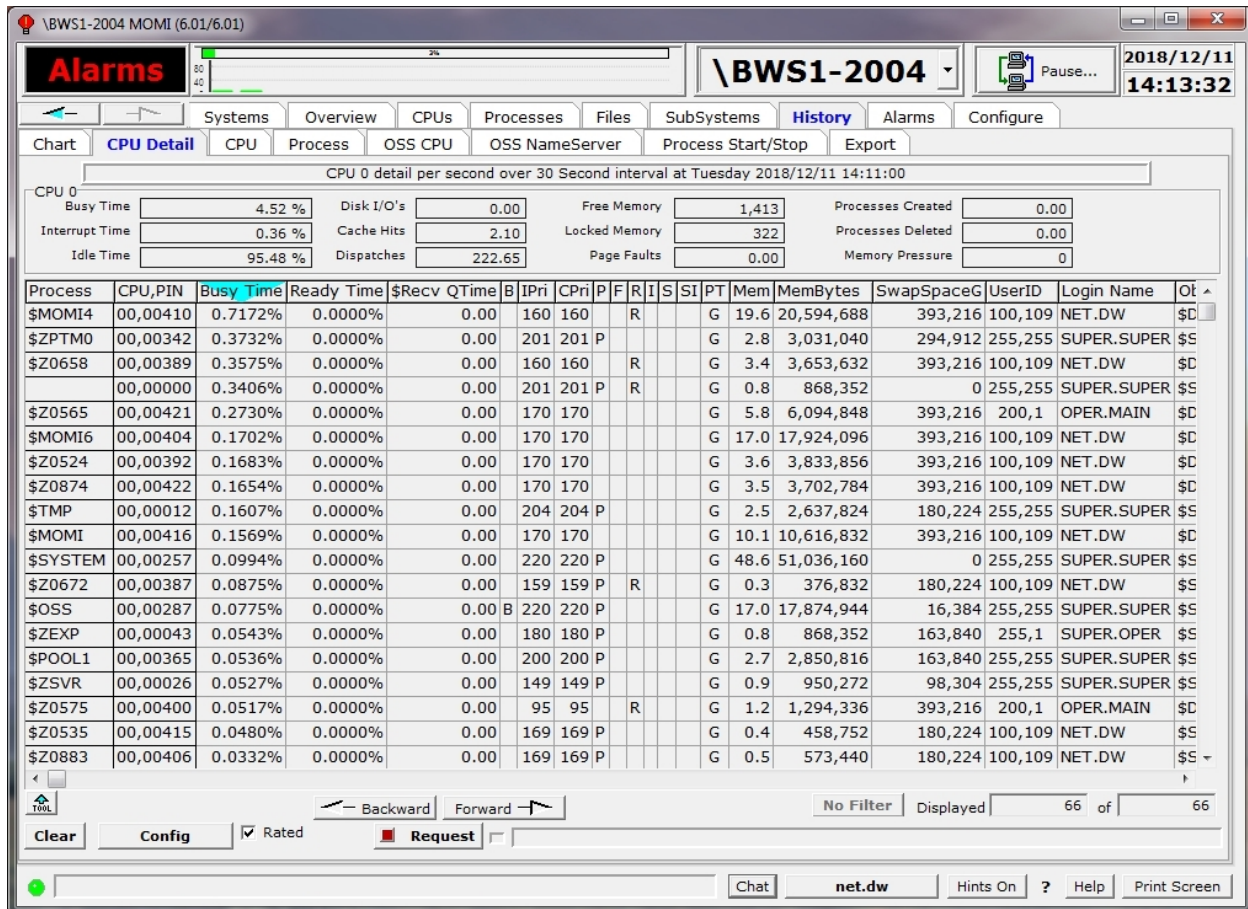 \BWS1-2004 MOMI (6.01/6.01)
Alarms
3%
80
40
\BWS1-2004
Pause...
2018/12/11
14:13:32
Systems Overview CPUs Processes Files SubSystems History Alarms Configure
Chart CPU Detail CPU Process OSS CPU OSS NameServer Process Start/Stop Export
CPU 0 detail per second over 30 Second interval at Tuesday 2018/12/11 14:11:00
CPU 0
Busy Time 4.52 % Disk I/O's 0.00 Free Memory 1,413 Processes Created 0.00
Interrupt Time 0.36 % Cache Hits 2.10 Locked Memory 322 Processes Deleted 0.00
Idle Time 95.48 % Dispatches 222.65 Page Faults 0.00 Memory Pressure 0
Process CPU,PIN Busy Time Ready Time $Recv QTime B IPri CPri P F R I S SI PT Mem MemBytes SwapSpaceG UserID Login Name Ob
$MOMI4 00,00410 0.7172% 0.0000% 0.00 160 160 R G 19.6 20,594,688 393,216 100,109 NET.DW $D
$ZPTM0 00,00342 0.3732% 0.0000% 0.00 201 201 P G 2.8 3,031,040 294,912 255,255 SUPER.SUPER $S
$Z0658 00,00389 0.3575% 0.0000% 0.00 160 160 R G 3.4 3,653,632 393,216 100,109 NET.DW $D
00,00000 0.3406% 0.0000% 0.00 201 201 P R G 0.8 868,352 0 255,255 SUPER.SUPER $S
$Z0565 00,00421 0.2730% 0.0000% 0.00 170 170 G 5.8 6,094,848 393,216 200,1 OPER.MAIN $D
$MOMI6 00,00404 0.1702% 0.0000% 0.00 170 170 G 17.0 17,924,096 393,216 100,109 NET.DW $D
$Z0524 00,00392 0.1683% 0.0000% 0.00 170 170 G 3.6 3,833,856 393,216 100,109 NET.DW $D
$Z0874 00,00422 0.1654% 0.0000% 0.00 170 170 G 3.5 3,702,784 393,216 100,109 NET.DW $D
$TMP 00,00012 0.1607% 0.0000% 0.00 204 204 P G 2.5 2,637,824 180,224 255,255 SUPER.SUPER $S
$MOMI 00,00416 0.1569% 0.0000% 0.00 170 170 G 10.1 10,616,832 393,216 100,109 NET.DW $D
$SYSTEM 00,00257 0.0994% 0.0000% 0.00 220 220 P G 48.6 51,036,160 0 255,255 SUPER.SUPER $S
$Z0672 00,00387 0.0875% 0.0000% 0.00 159 159 P R G 0.3 376,832 180,224 100,109 NET.DW $S
$OSS 00,00287 0.0775% 0.0000% 0.00 B 220 220 P G 17.0 17,874,944 16,384 255,255 SUPER.SUPER $S
$ZEXP 00,00043 0.0543% 0.0000% 0.00 180 180 P G 0.8 868,352 163,840 255,1 SUPER.OPER $S
$POOL1 00,00365 0.0536% 0.0000% 0.00 200 200 P G 2.7 2,850,816 163,840 255,255 SUPER.SUPER $S
$ZSVR 00,00026 0.0527% 0.0000% 0.00 149 149 P G 0.9 950,272 98,304 255,255 SUPER.SUPER $S
$Z0575 00,00400 0.0517% 0.0000% 0.00 95 95 R G 1.2 1,294,336 393,216 200,1 OPER.MAIN $D
$Z0535 00,00415 0.0480% 0.0000% 0.00 169 169 P G 0.4 458,752 180,224 100,109 NET.DW $S
$Z0883 00,00406 0.0332% 0.0000% 0.00 169 169 P G 0.5 573,440 180,224 100,109 NET.DW $S
TOOL Backward Forward No Filter Displayed 66 of 66
Clear Config Rated Request
Chat net.dw Hints On ? Help Print Screen